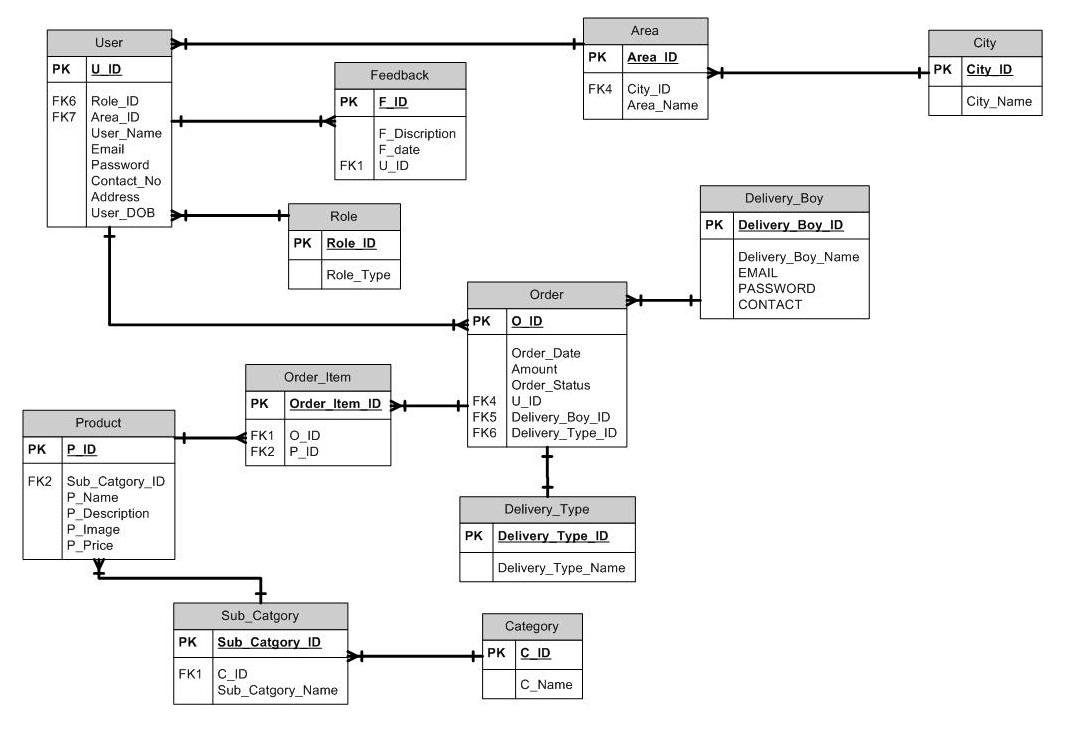 User
PK U_ID
FK6 Role_ID
FK7 Area_ID
User_Name
Email
Password
Contact_No
Address
User_DOB
Feedback
PK F_ID
F_Discription
F_date
FK1 U_ID
Area
PK Area_ID
FK4 City_ID
Area_Name
City
PK City_ID
City_Name
Role
PK Role_ID
Role_Type
Delivery_Boy
PK Delivery_Boy_ID
Delivery_Boy_Name
EMAIL
PASSWORD
CONTACT
Order
PK O_ID
Order_Date
Amount
Order_Status
FK4 U_ID
FK5 Delivery_Boy_ID
FK6 Delivery_Type_ID
Order_Item
PK Order_Item_ID
FK1 O_ID
FK2 P_ID
Product
PK P_ID
FK2 Sub_Catgory_ID
P_Name
P_Description
P_Image
P_Price
Delivery_Type
PK Delivery_Type_ID
Delivery_Type_Name
Sub_Catgory
PK Sub_Catgory_ID
FK1 C_ID
Sub_Catgory_Name
Category
PK C_ID
C_Name